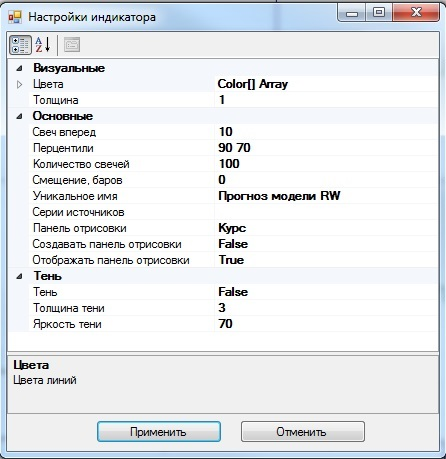 Настройки индикатора
A
Z
Визуальные
Цвета Color[] Array
Толщина 1
Основные
Свеч вперед 10
Перцентили 90 70
Количество свечей 100
Смещение, баров 0
Уникальное имя Прогноз модели RW
Серии источников
Панель отрисовки Курс
Создавать панель отрисовки False
Отображать панель отрисовки True
Тень
Тень False
Толщина тени 3
Яркость тени 70
Цвета
Цвета линий
Применить Отменить